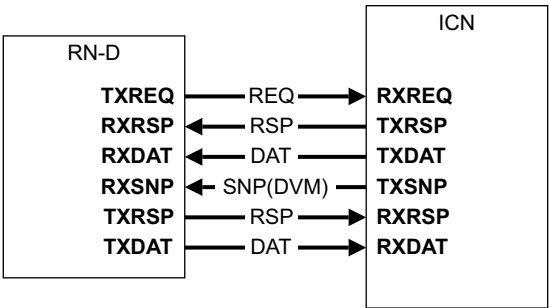 ICN
RN-D
TXREQ REQ RXREQ
RXRSP RSP TXRSP
RXDAT DAT TXDAT
RXSNP SNP(DVM) TXSNP
TXRSP RSP RXRSP
TXDAT DAT RXDAT